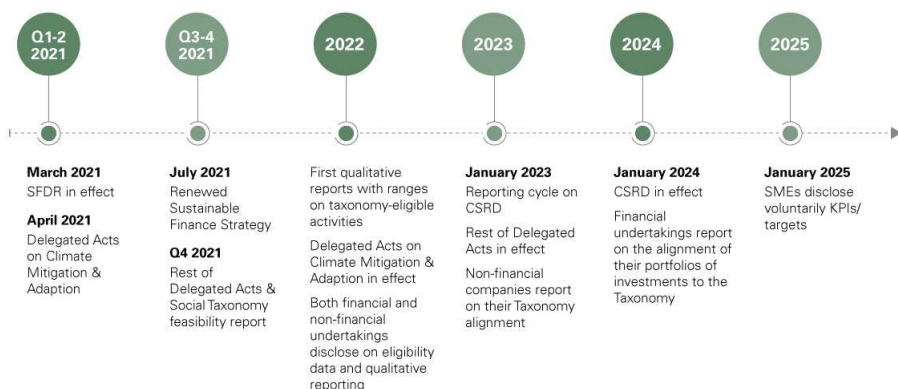 Q1-2
2021
Q3-4
2021
2022
2023
2024
2025
March 2021
SFDR in effect
April 2021
Delegated Acts
on Climate
Mitigation &
Adaption
July 2021
Renewed
Sustainable
Finance Strategy
Q4 2021
Rest of
Delegated Acts &
Social Taxonomy
feasibility report
First qualitative
reports with ranges
on taxonomy-eligible
activities
Delegated Acts on
Climate Mitigation &
Adaption in effect
Both financial and
non-financial
undertakings
disclose on eligibility
data and qualitative
reporting
January 2023
Reporting cycle on
CSRD
Rest of Delegated
Acts in effect
Non-financial
companies report
on their Taxonomy
alignment
January 2024
CSRD in effect
Financial
undertakings report
on the alignment of
their portfolios of
investments to the
Taxonomy
January 2025
SMEs disclose
voluntarily KPIs/
targets